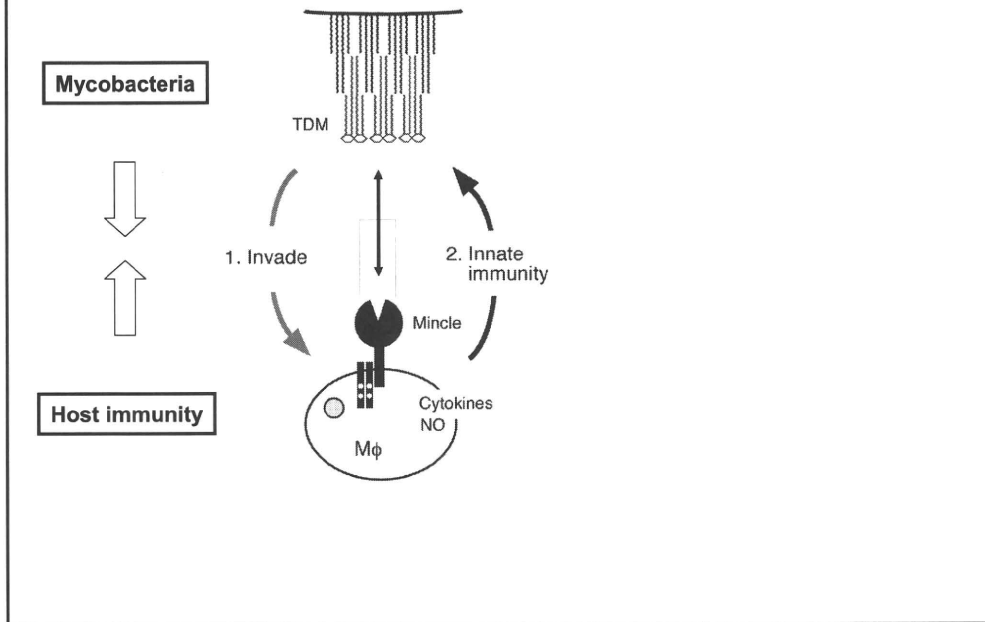 Mycobacteria
TDM
1. Invade
2. Innate
immunity
Mincle
Host immunity
Cytokines
NO
Mφ